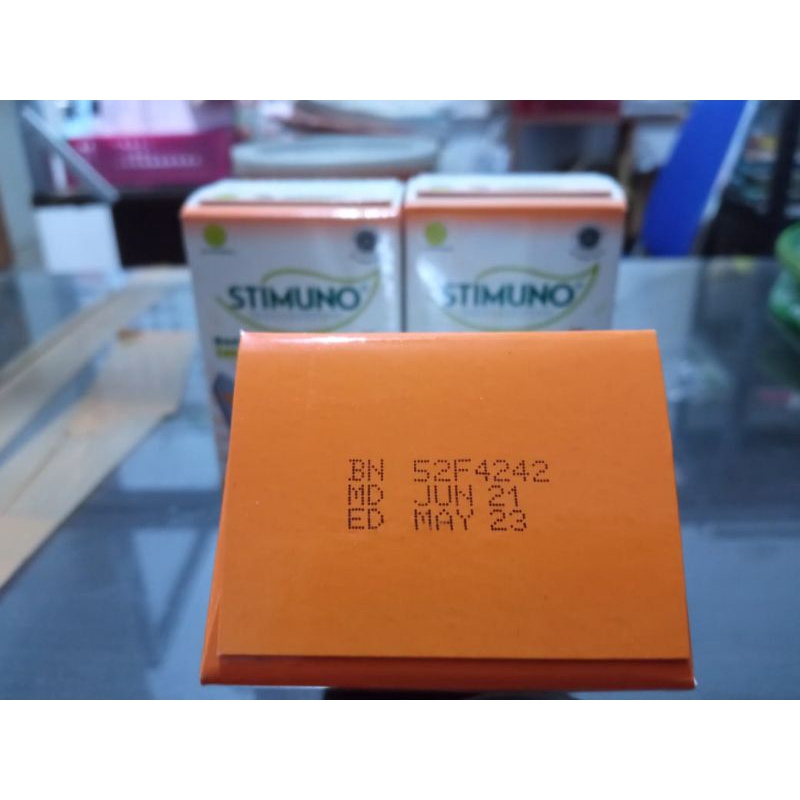 STIMUNO
STIMUNO
BN 52F4242
MD JUN 21
ED MAY 23